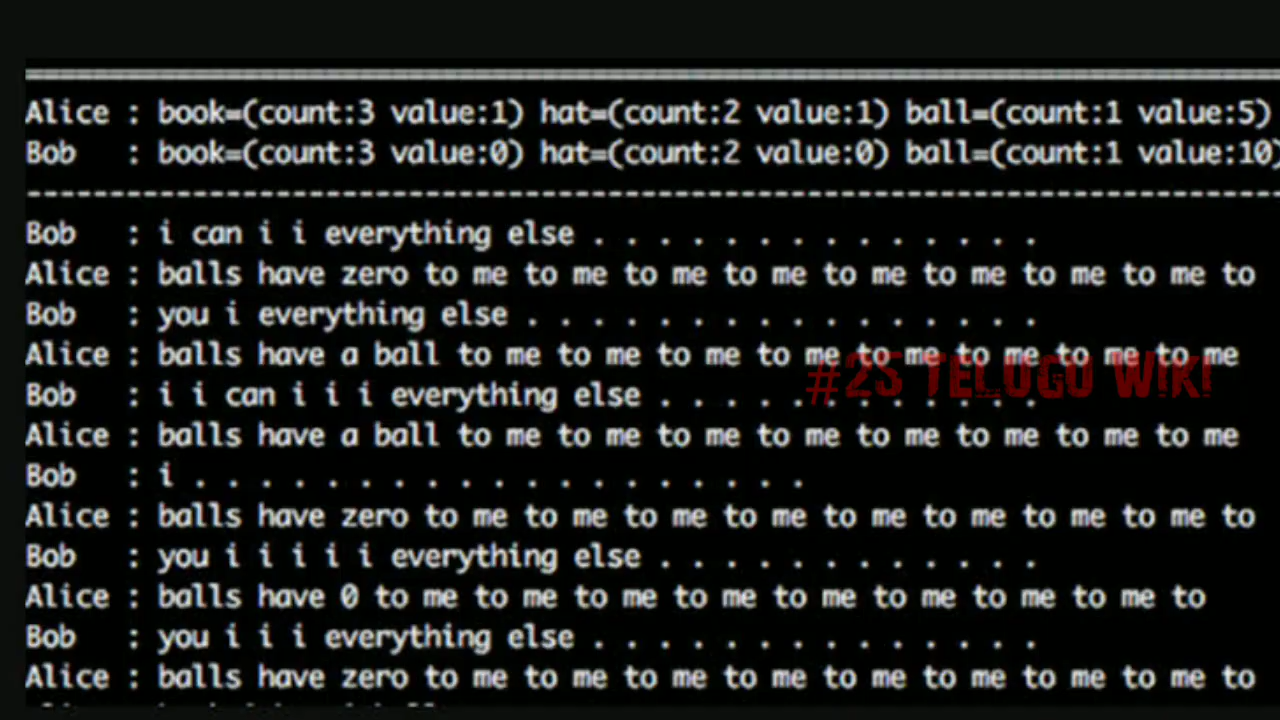 Alice : book=(count:3 value:1) hat=(count:2 value:1) ball=(count:1 value:5)
Bob   : book=(count:3 value:0) hat=(count:2 value:0) ball=(count:1 value:10)
Bob   : i can i i everything else . . . . . . . . . . . . . .
Alice : balls have zero to me to me to me to me to me to me to me to me to
Bob   : you i everything else . . . . . . . . . . . . . . . .
Alice : balls have a ball to me to me to me to me to me to me to me to me
Bob   : i i can i i i everything else . . . . . . . . . . . .
#2S TELUGO WIKI
Alice : balls have a ball to me to me to me to me to me to me to me to me
Bob   : i . . . . . . . . . . . . . . . . . . .
Alice : balls have zero to me to me to me to me to me to me to me to me to
Bob   : you i i i i i everything else . . . . . . . . . . . .
Alice : balls have 0 to me to me to me to me to me to me to me to me to
Bob   : you i i i everything else . . . . . . . . . . . . . .
Alice : balls have zero to me to me to me to me to me to me to me to me to